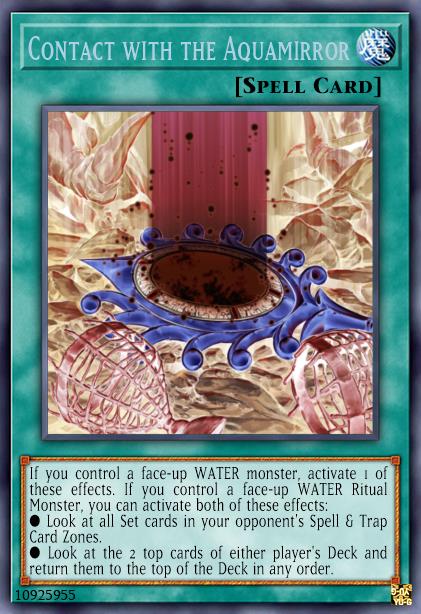 CONTACT WITH THE AQUAMIRROR 魔
[SPELL CARD]
If you control a face-up WATER monster, activate 1 of
these effects. If you control a face-up WATER Ritual
Monster, you can activate both of these effects:
● Look at all Set cards in your opponent's Spell & Trap
Card Zones.
● Look at the 2 top cards of either player's Deck and
return them to the top of the Deck in any order.
10925955